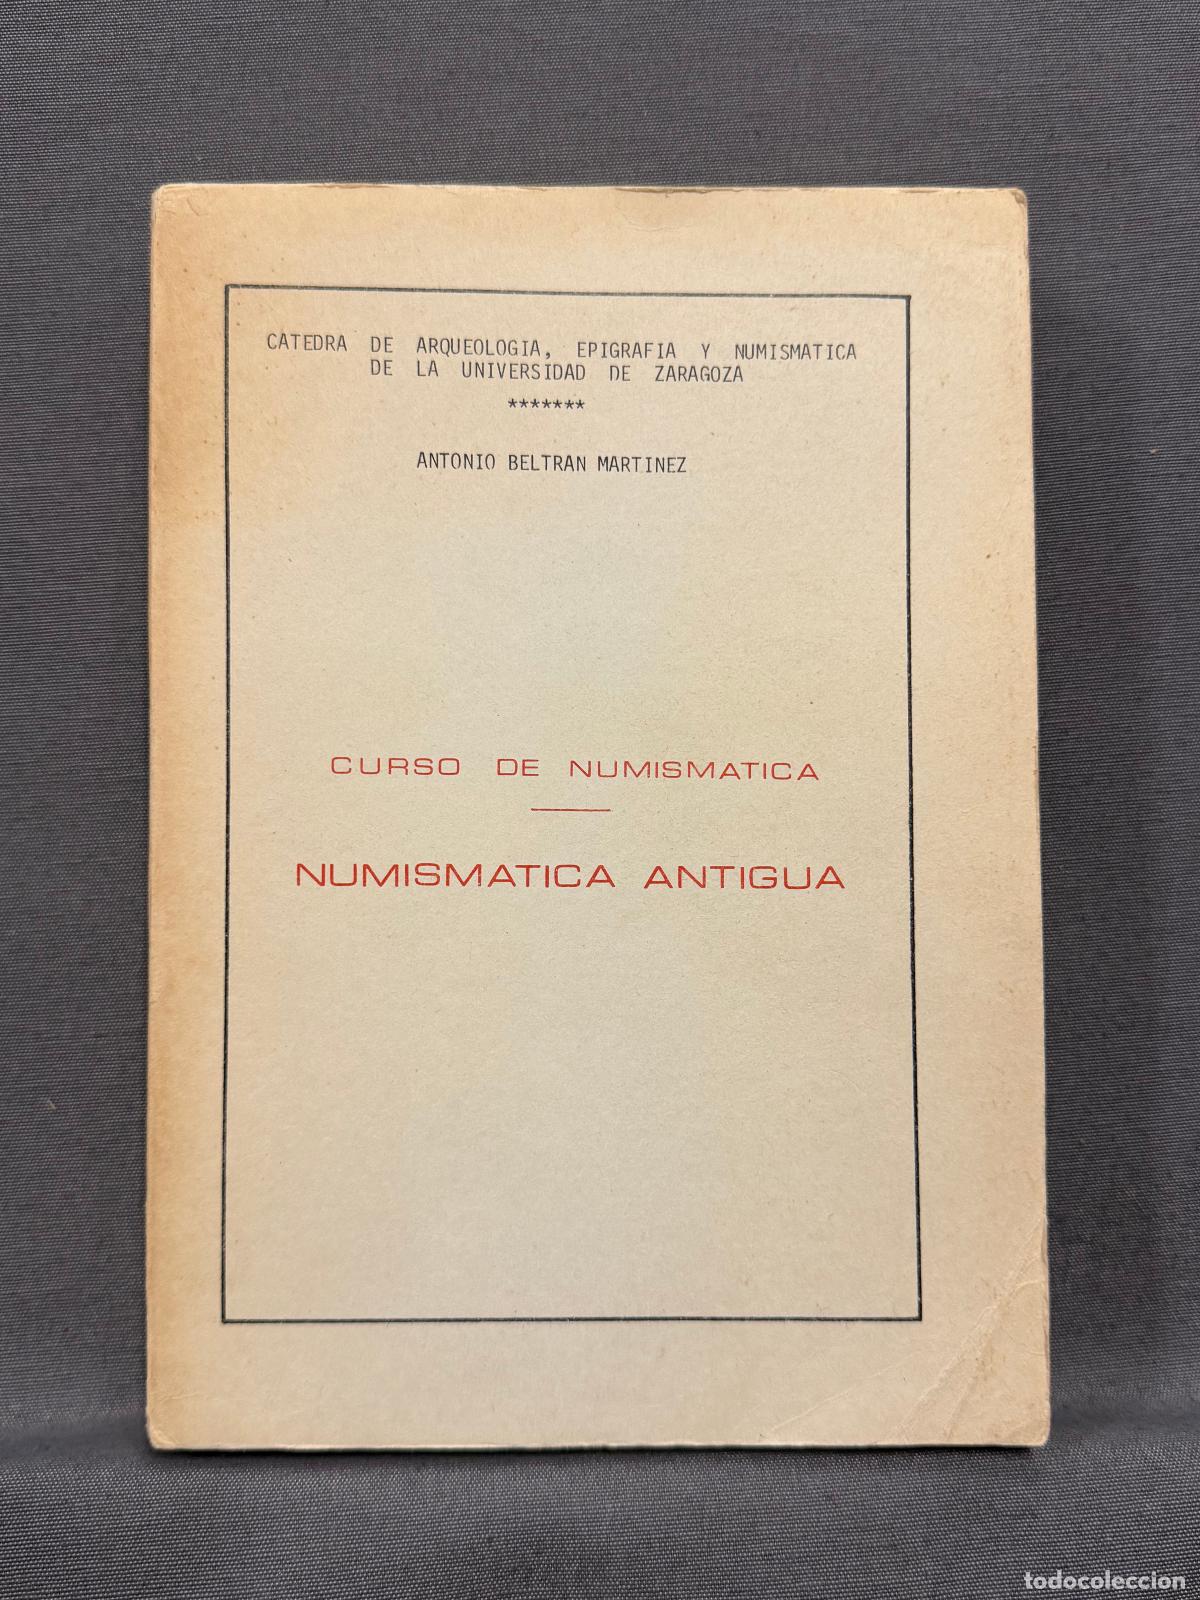 CATEDRA DE ARQUEOLOGIA, EPIGRAFIA Y NUMISMATICA
DE LA UNIVERSIDAD DE ZARAGOZA
*******
ANTONIO BELTRAN MARTINEZ
CURSO DE NUMISMATICA
NUMISMATICA ANTIGUA
todocoleccion